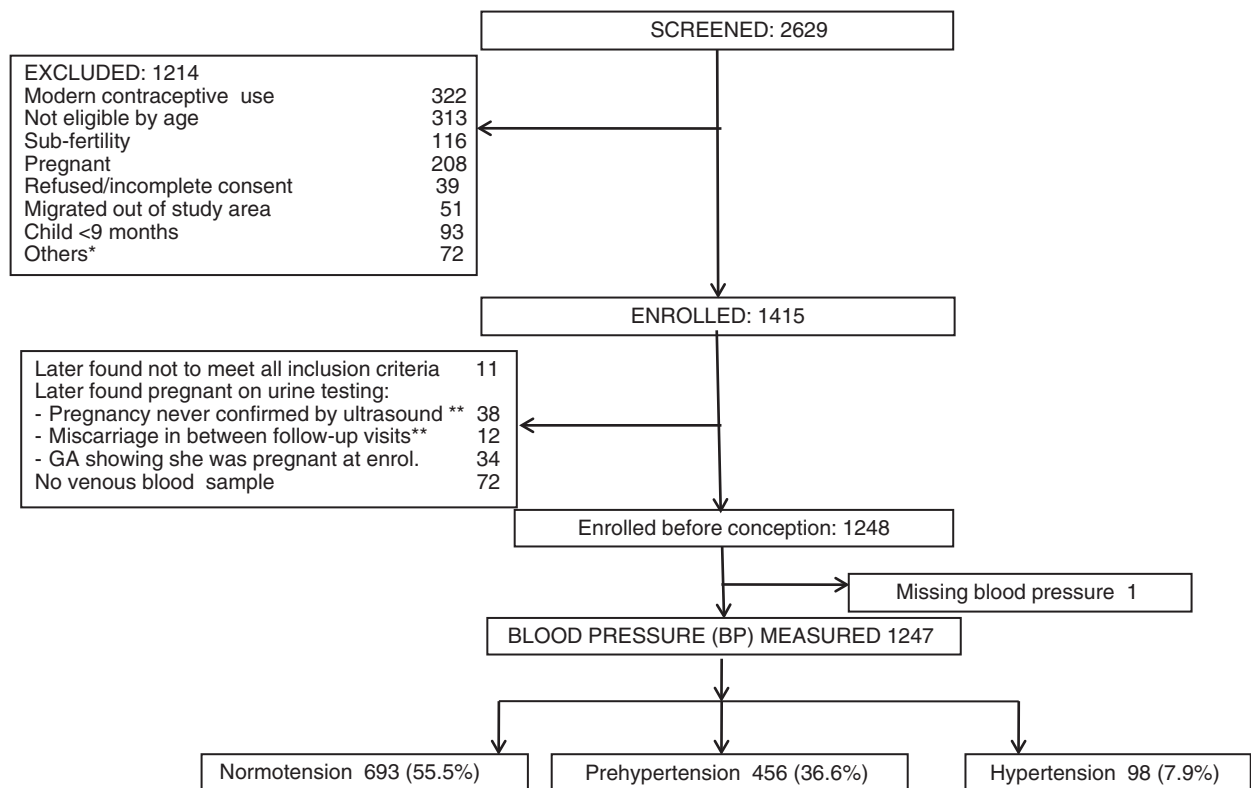 SCREENED: 2629
EXCLUDED: 1214
Modern contraceptive use 322
Not eligible by age 313
Sub-fertility 116
Pregnant 208
Refused/incomplete consent 39
Migrated out of study area 51
Child <9 months 93
Others* 72
ENROLLED: 1415
Later found not to meet all inclusion criteria 11
Later found pregnant on urine testing:
- Pregnancy never confirmed by ultrasound ** 38
- Miscarriage in between follow-up visits** 12
- GA showing she was pregnant at enrol. 34
No venous blood sample 72
Enrolled before conception: 1248
Missing blood pressure 1
BLOOD PRESSURE (BP) MEASURED 1247
Normotension 693 (55.5%)
Prehypertension 456 (36.6%)
Hypertension 98 (7.9%)